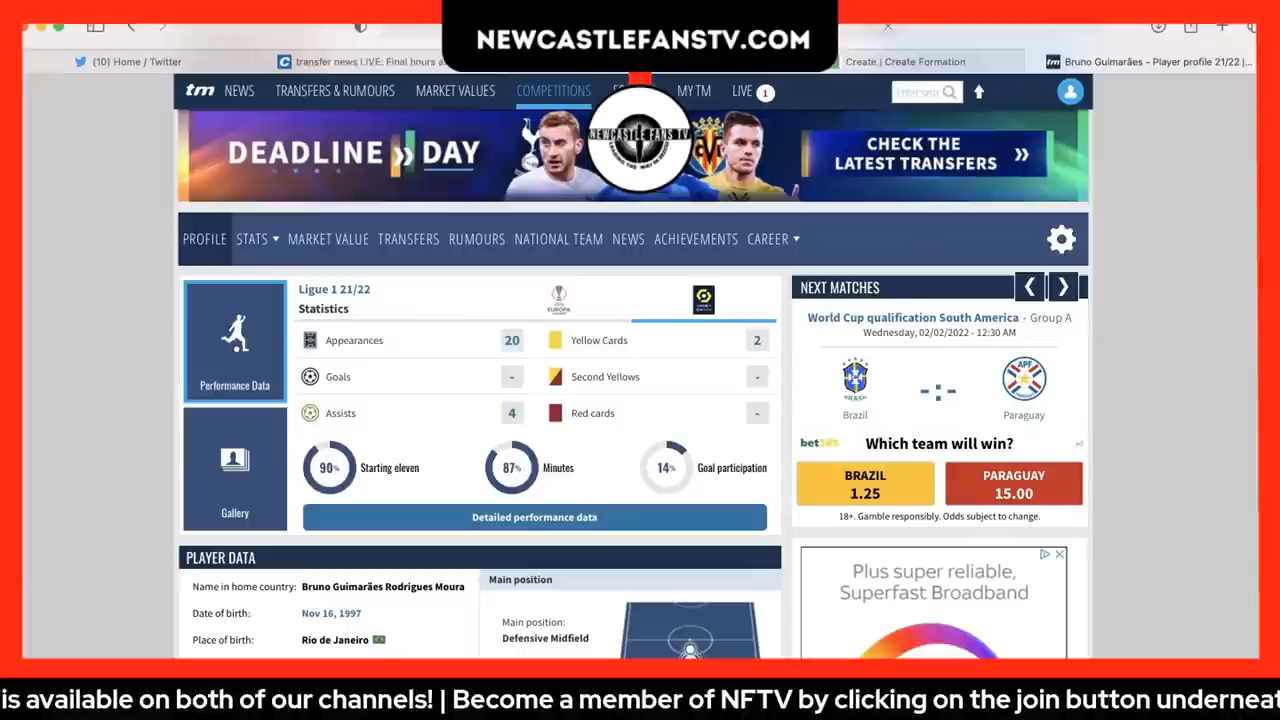 NEWCASTLEFANSTV.COM
(10) Home / Twitter
transfer news LIVE: Final hours a
Create | Create Formation
tm Bruno Guimarães - Player profile 21/22 |...
tm NEWS TRANSFERS & RUMOURS MARKET VALUES COMPETITIONS MY TM LIVE 1
NEWCASTLE FANS TV
DEADLINE » DAY
CHECK THE
LATEST TRANSFERS »
PROFILE STATS MARKET VALUE TRANSFERS RUMOURS NATIONAL TEAM NEWS ACHIEVEMENTS CAREER
Ligue 1 21/22
Statistics
Appearances 20 Yellow Cards 2
Goals - Second Yellows -
Assists 4 Red cards -
90% Starting eleven 87% Minutes 14% Goal participation
Detailed performance data
Performance Data
Gallery
PLAYER DATA
Name in home country: Bruno Guimarães Rodrigues Moura
Date of birth: Nov 16, 1997
Place of birth: Rio de Janeiro
Main position
Main position:
Defensive Midfield
NEXT MATCHES
World Cup qualification South America - Group A
Wednesday, 02/02/2022 - 12:30 AM
BRASIL
APF
-:-
Brazil Paraguay
bet365 Which team will win? ad
BRAZIL
1.25
PARAGUAY
15.00
18+. Gamble responsibly. Odds subject to change.
Plus super reliable,
Superfast Broadband
is available on both of our channels! | Become a member of NFTV by clicking on the join button underneat